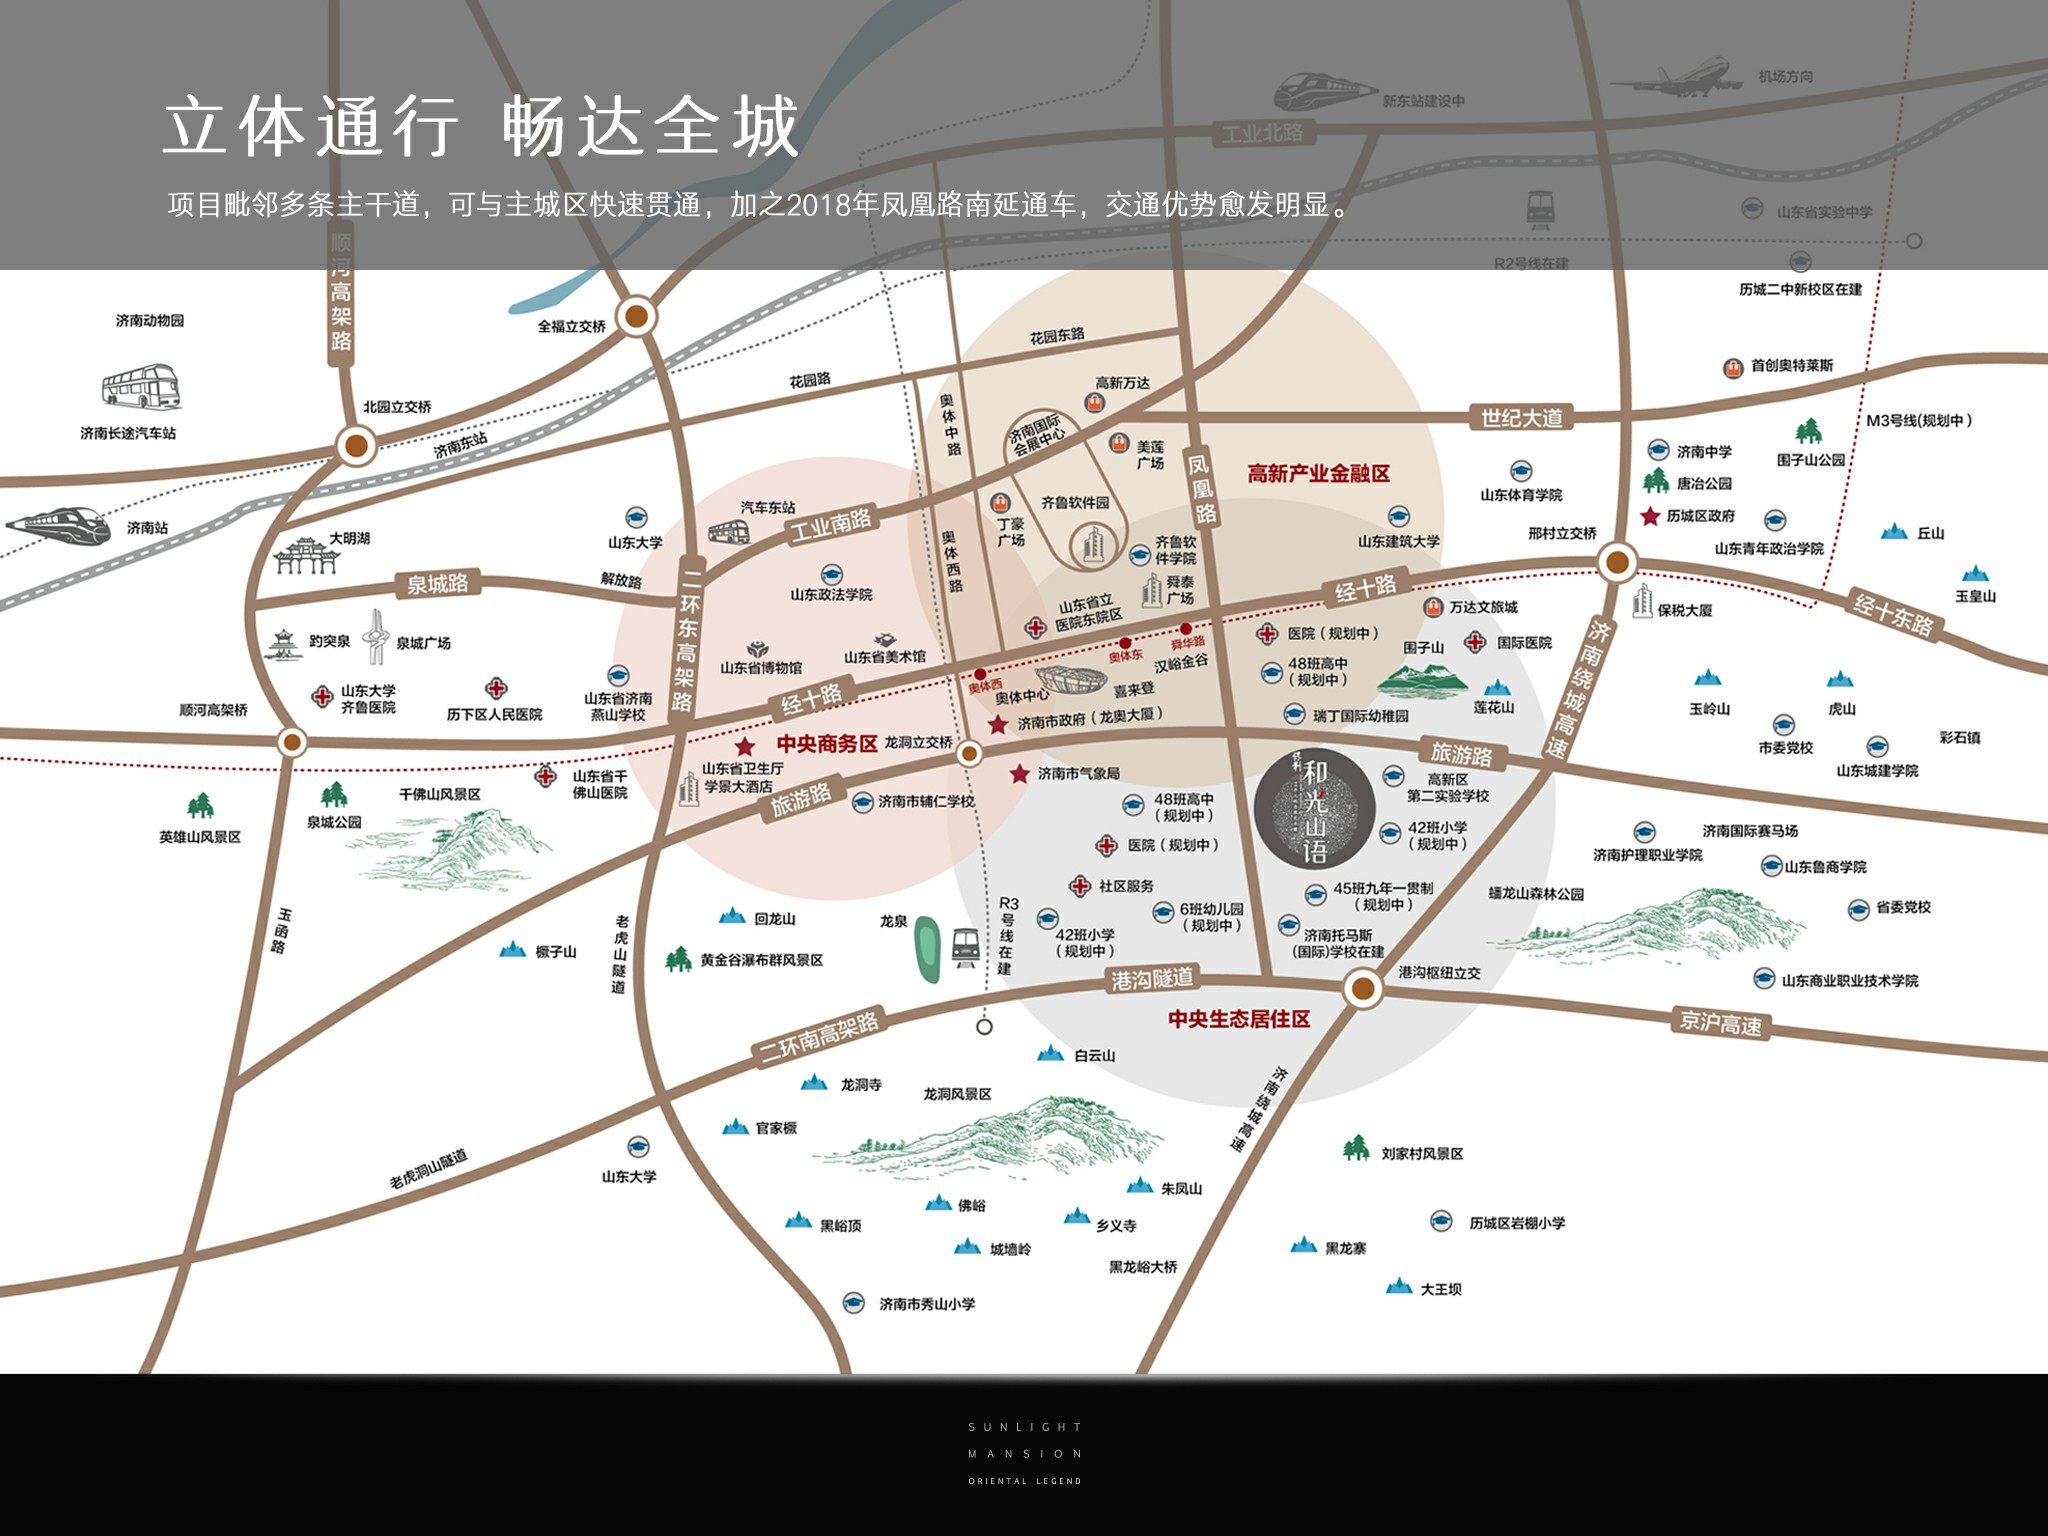 立体通行 畅达全城
项目毗邻多条主干道，可与主城区快速贯通，加之2018年凤凰路南延通车，交通优势愈发明显。
机场方向
新东站建设中
工业北路
山东省实验中学
R2号线在建
历城二中新校区在建
顺河高架路
济南动物园
全福立交桥
花园东路
花园路
高新万达
首创奥特莱斯
济南长途汽车站
北园立交桥
济南东站
奥体中路
济南国际
会展中心
美莲
广场
世纪大道
M3号线(规划中)
济南中学
围子山公园
凤凰路
高新产业金融区
山东体育学院
唐冶公园
历城区政府
济南站
大明湖
山东大学
汽车东站
工业南路
奥体西路
丁豪
广场
齐鲁软件园
齐鲁软
件学院
山东建筑大学
邢村立交桥
山东青年政治学院
丘山
泉城路
解放路
二环东高架路
山东政法学院
舜泰
广场
山东省立
医院东院区
经十路
万达文旅城
保税大厦
经十东路
玉皇山
趵突泉
泉城广场
山东省博物馆
山东省美术馆
奥体西
奥体东
舜华路
汉峪金谷
医院（规划中）
围子山
国际医院
济南绕城高速
山东大学
齐鲁医院
历下区人民医院
山东省济南
燕山学校
经十路
奥体中心
喜来登
48班高中
（规划中）
莲花山
玉岭山
虎山
顺河高架桥
中央商务区
龙洞立交桥
济南市政府（龙奥大厦）
瑞丁国际幼稚园
旅游路
市委党校
彩石镇
山东城建学院
山东省千
佛山医院
山东省卫生厅
学景大酒店
旅游路
济南市气象局
济南市辅仁学校
保利
和光山语
高新区
第二实验学校
英雄山风景区
泉城公园
千佛山风景区
48班高中
（规划中）
42班小学
（规划中）
济南国际赛马场
济南护理职业学院
山东鲁商学院
医院（规划中）
社区服务
45班九年一贯制
（规划中）
蟠龙山森林公园
省委党校
玉函路
老虎山隧道
回龙山
龙泉
R3号线在建
6班幼儿园
（规划中）
42班小学
（规划中）
济南托马斯
(国际)学校在建
橛子山
黄金谷瀑布群风景区
港沟隧道
港沟枢纽立交
山东商业职业技术学院
二环南高架路
中央生态居住区
京沪高速
白云山
龙洞寺
龙洞风景区
济南绕城高速
官家橛
老虎洞山隧道
山东大学
刘家村风景区
朱凤山
佛峪
黑峪顶
乡义寺
城墙岭
历城区岩棚小学
黑龙寨
黑龙峪大桥
大王坝
济南市秀山小学
SUNLIGHT
MANSION
ORIENTAL LEGEND